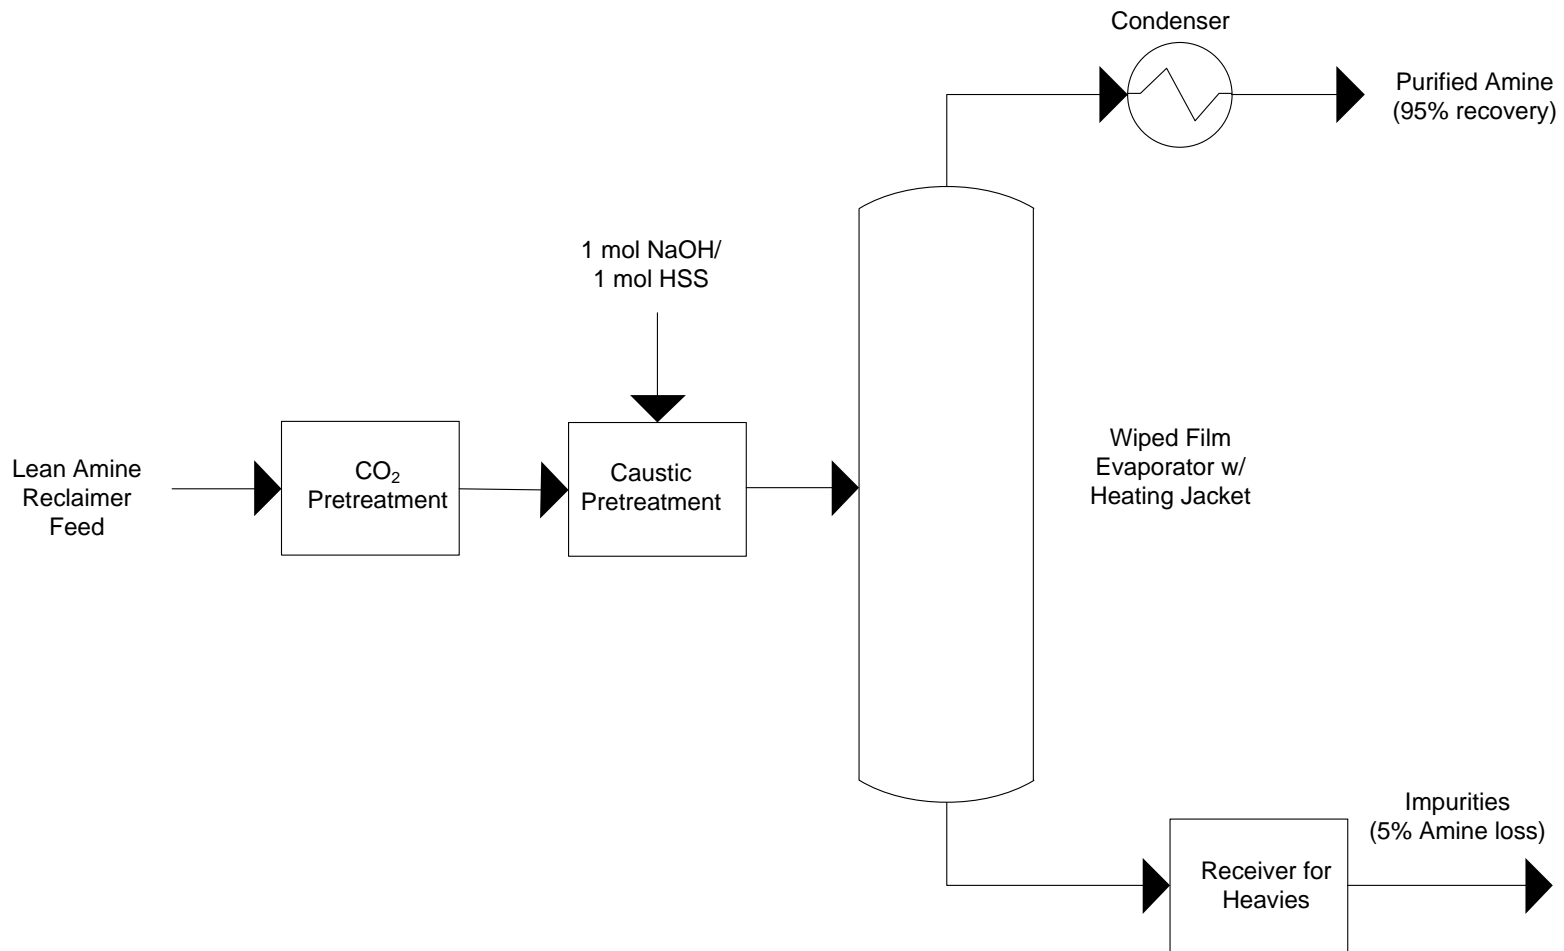 Condenser
Purified Amine
(95% recovery)
1 mol NaOH/
1 mol HSS
Lean Amine
Reclaimer
Feed
CO₂
Pretreatment
Caustic
Pretreatment
Wiped Film
Evaporator w/
Heating Jacket
Impurities
(5% Amine loss)
Receiver for
Heavies